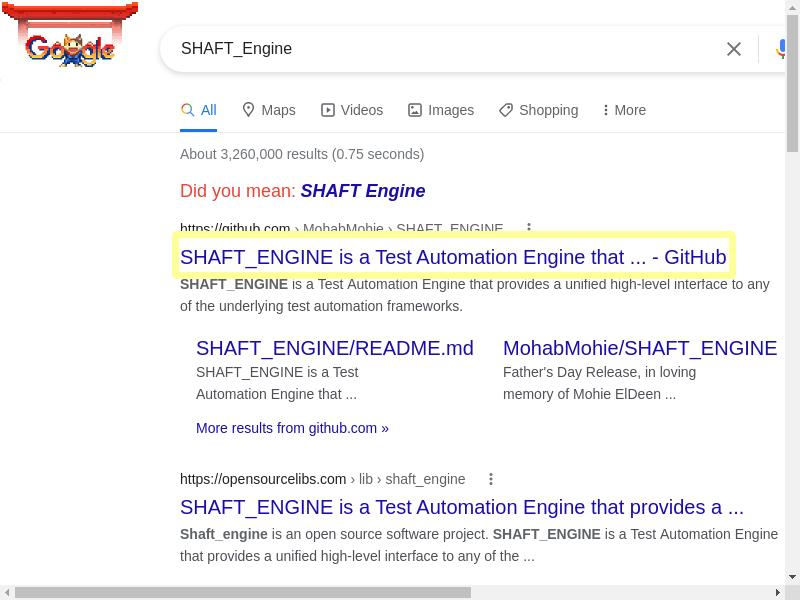 Google
SHAFT_Engine
All Maps Videos Images Shopping More
About 3,260,000 results (0.75 seconds)
Did you mean: SHAFT Engine
https://github.com › MohabMohie › SHAFT_ENGINE
SHAFT_ENGINE is a Test Automation Engine that ... - GitHub
SHAFT_ENGINE is a Test Automation Engine that provides a unified high-level interface to any
of the underlying test automation frameworks.
SHAFT_ENGINE/README.md
SHAFT_ENGINE is a Test
Automation Engine that ...
MohabMohie/SHAFT_ENGINE
Father's Day Release, in loving
memory of Mohie ElDeen ...
More results from github.com »
https://opensourcelibs.com › lib › shaft_engine
SHAFT_ENGINE is a Test Automation Engine that provides a ...
Shaft_engine is an open source software project. SHAFT_ENGINE is a Test Automation Engine
that provides a unified high-level interface to any of the ...